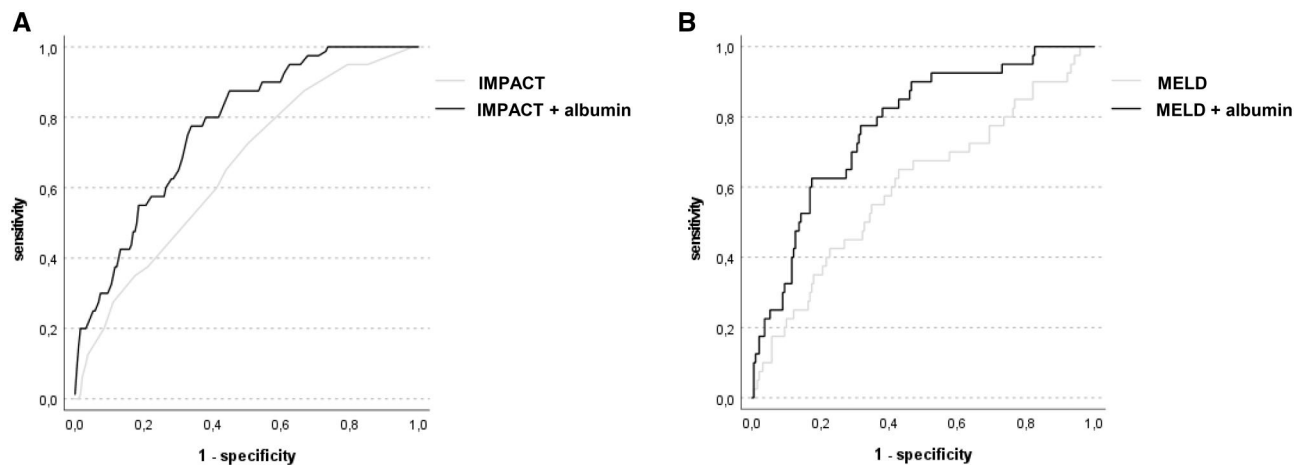 A
1,0
0,8
0,6
0,4
0,2
0,0
sensitivity
0,0 0,2 0,4 0,6 0,8 1,0
1 - specificity
IMPACT
IMPACT + albumin
B
1,0
0,8
0,6
0,4
0,2
0,0
sensitivity
0,0 0,2 0,4 0,6 0,8 1,0
1 - specificity
MELD
MELD + albumin